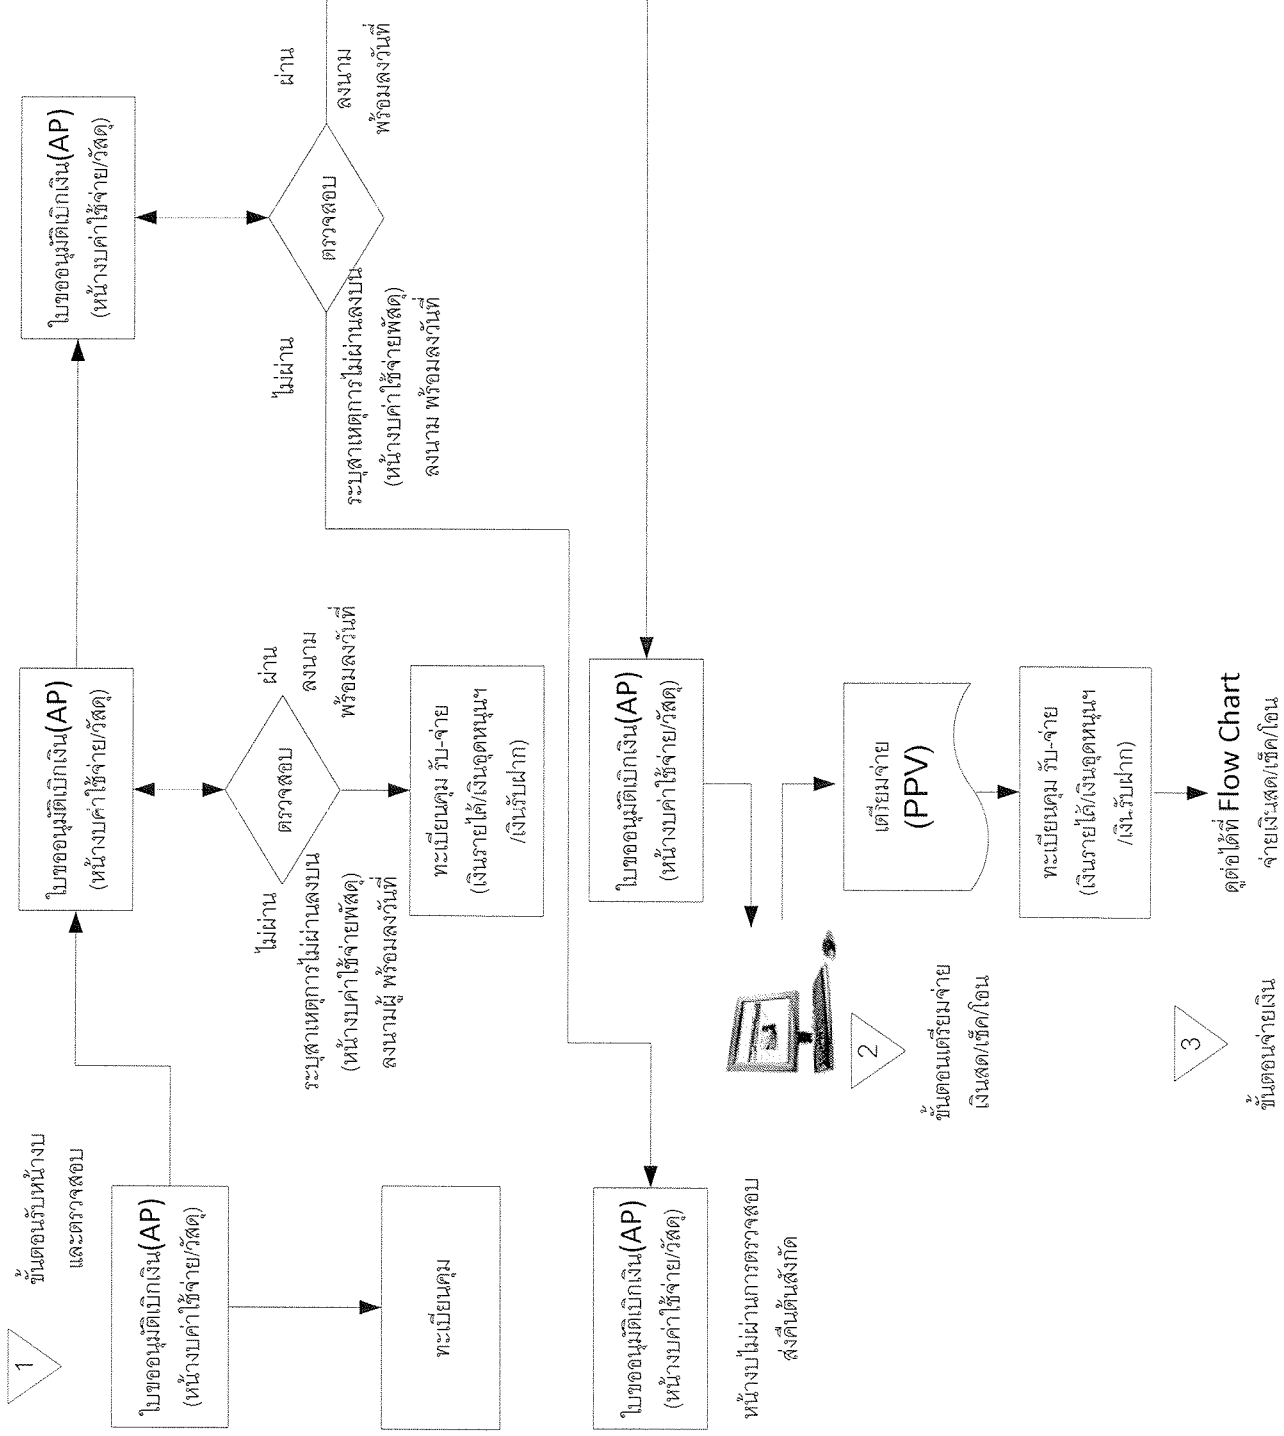 1
ขั้นตอนรับหน้างบ
และตรวจสอบ
ใบขออนุมัติเบิกเงิน(AP)
(หน้างบค่าใช้จ่าย/วัสดุ)
ทะเบียนคุม
ใบขออนุมัติเบิกเงิน(AP)
(หน้างบค่าใช้จ่าย/วัสดุ)
ตรวจสอบ
ไม่ผ่าน
ระบุสาเหตุการไม่ผ่านลงบน
(หน้างบค่าใช้จ่ายพัสดุ)
ลงนามผู้ พร้อมลงวันที่
ผ่าน
ลงนาม
พร้อมลงวันที่
ทะเบียนคุม รับ-จ่าย
(เงินรายได้/เงินอุดหนุนฯ
/เงินรับฝาก)
ใบขออนุมัติเบิกเงิน(AP)
(หน้างบค่าใช้จ่าย/วัสดุ)
ตรวจสอบ
ไม่ผ่าน
ระบุสาเหตุการไม่ผ่านลงบน
(หน้างบค่าใช้จ่ายพัสดุ)
ลงนาม พร้อมลงวันที่
ผ่าน
ลงนาม
พร้อมลงวันที่
ใบขออนุมัติเบิกเงิน(AP)
(หน้างบค่าใช้จ่าย/วัสดุ)
หน้างบไม่ผ่านการตรวจสอบ
ส่งคืนต้นสังกัด
ใบขออนุมัติเบิกเงิน(AP)
(หน้างบค่าใช้จ่าย/วัสดุ)
2
ขั้นตอนเตรียมจ่าย
เงินสด/เช็ค/โอน
เตรียมจ่าย
(PPV)
ทะเบียนคุม รับ-จ่าย
(เงินรายได้/เงินอุดหนุนฯ
/เงินรับฝาก)
3
ขั้นตอนจ่ายเงิน
ดูต่อได้ที่ Flow Chart
จ่ายเงินสด/เช็ค/โอน